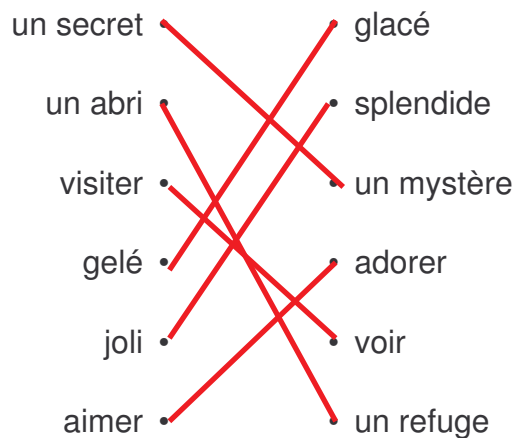 un secret glacé
un abri splendide
visiter un mystère
gelé adorer
joli voir
aimer un refuge